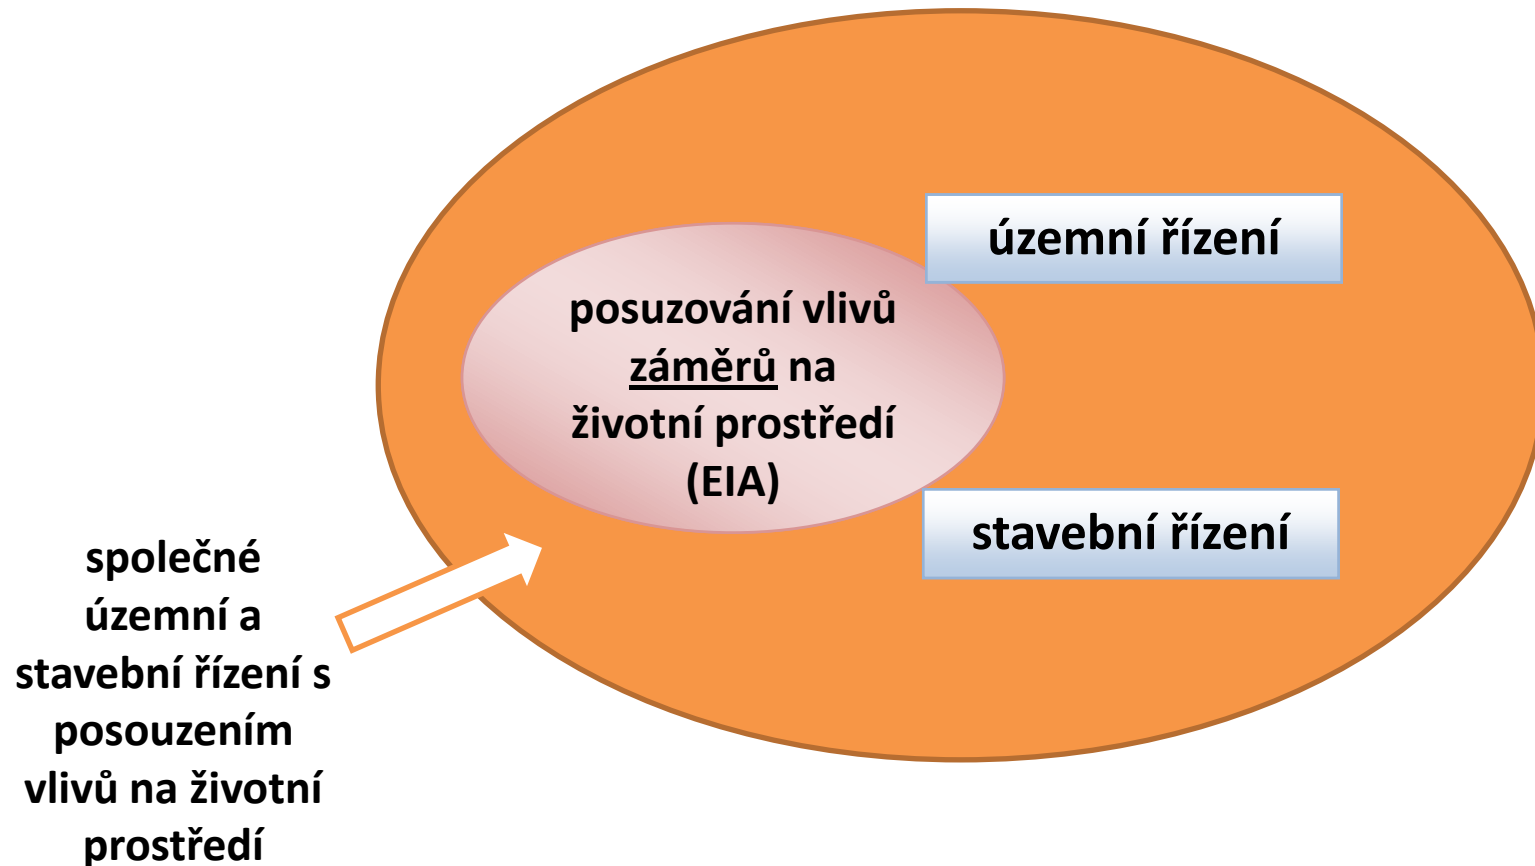 územní řízení
posuzování vlivů
záměrů na
životní prostředí
(EIA)
stavební řízení
společné
územní a
stavební řízení s
posouzením
vlivů na životní
prostředí